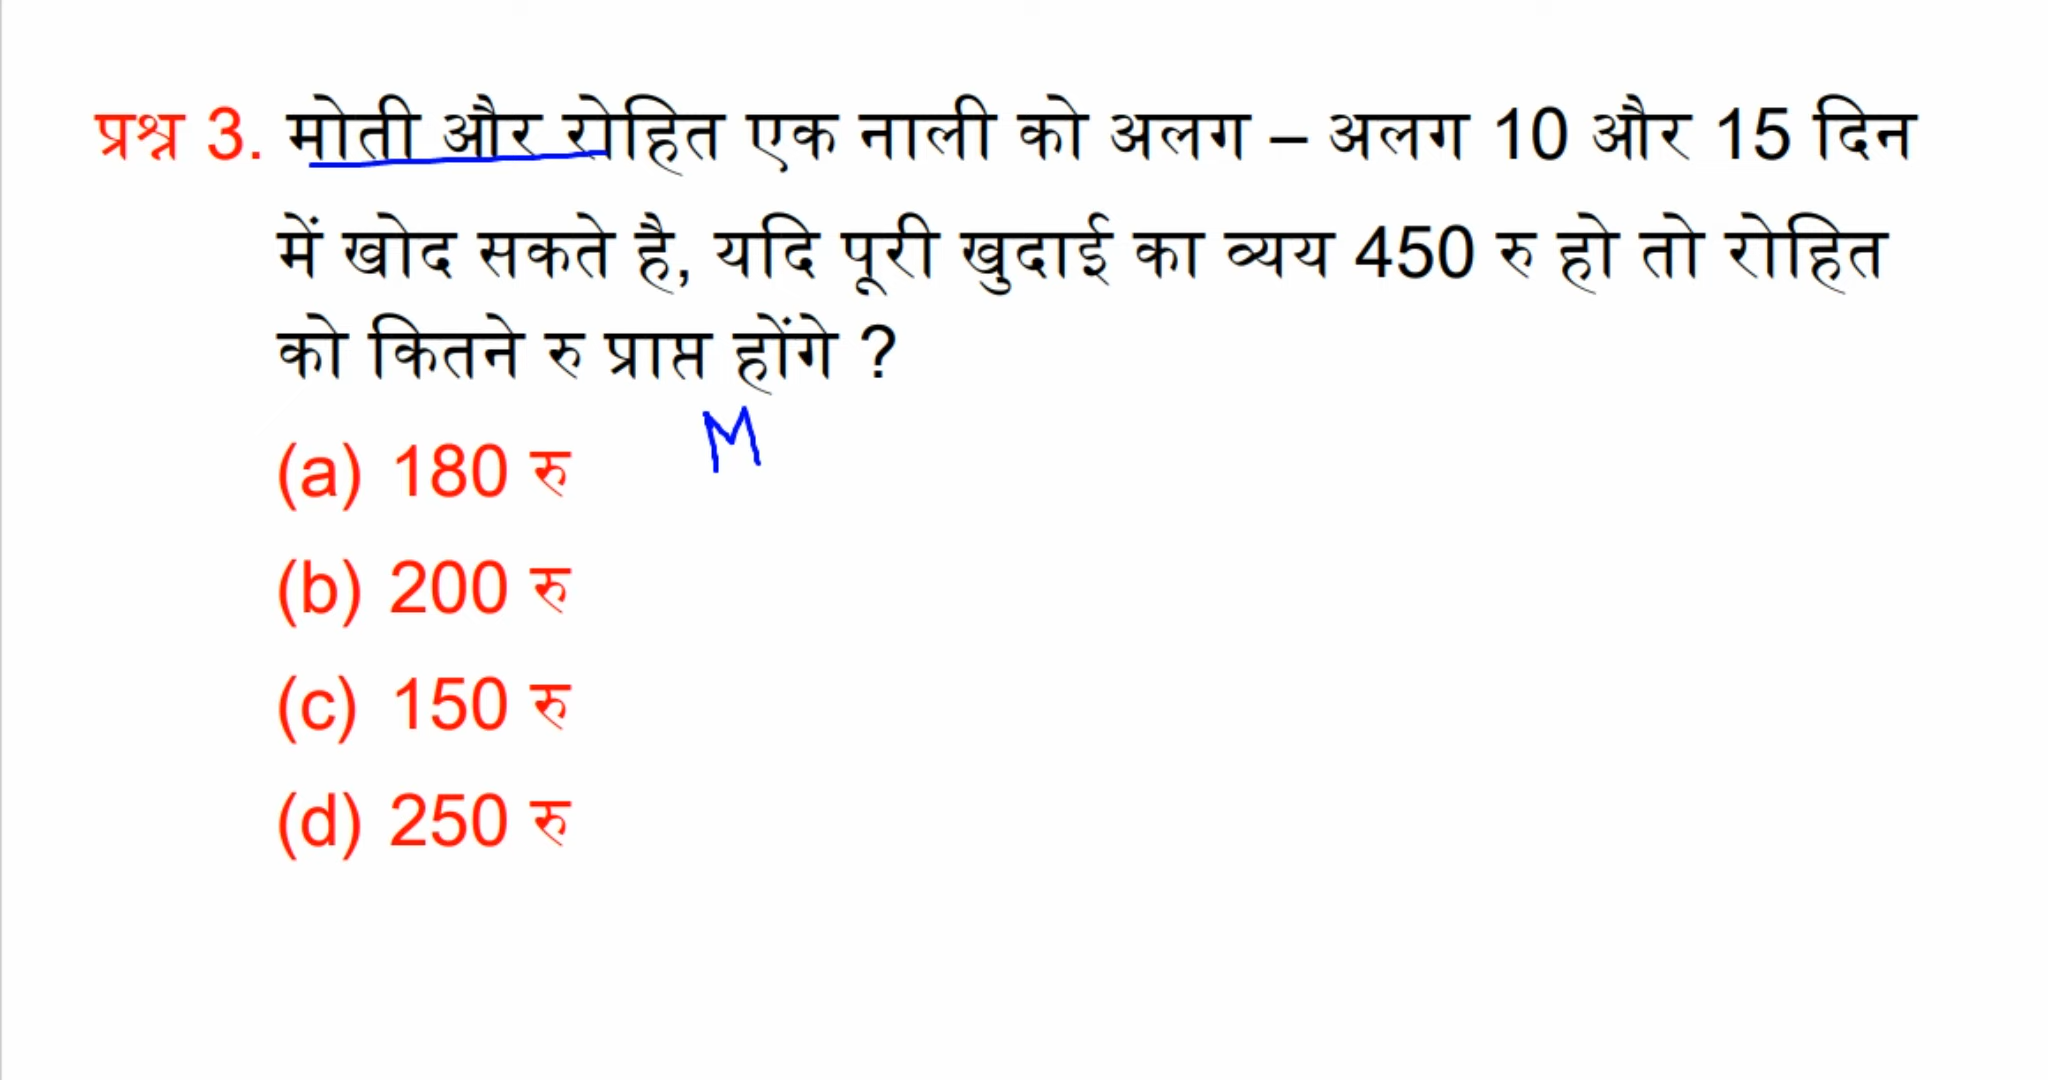 प्रश्न 3. मोती और रोहित एक नाली को अलग – अलग 10 और 15 दिन
में खोद सकते है, यदि पूरी खुदाई का व्यय 450 रु हो तो रोहित
को कितने रु प्राप्त होंगे ?
M
(a) 180 रु
(b) 200 रु
(c) 150 रु
(d) 250 रु